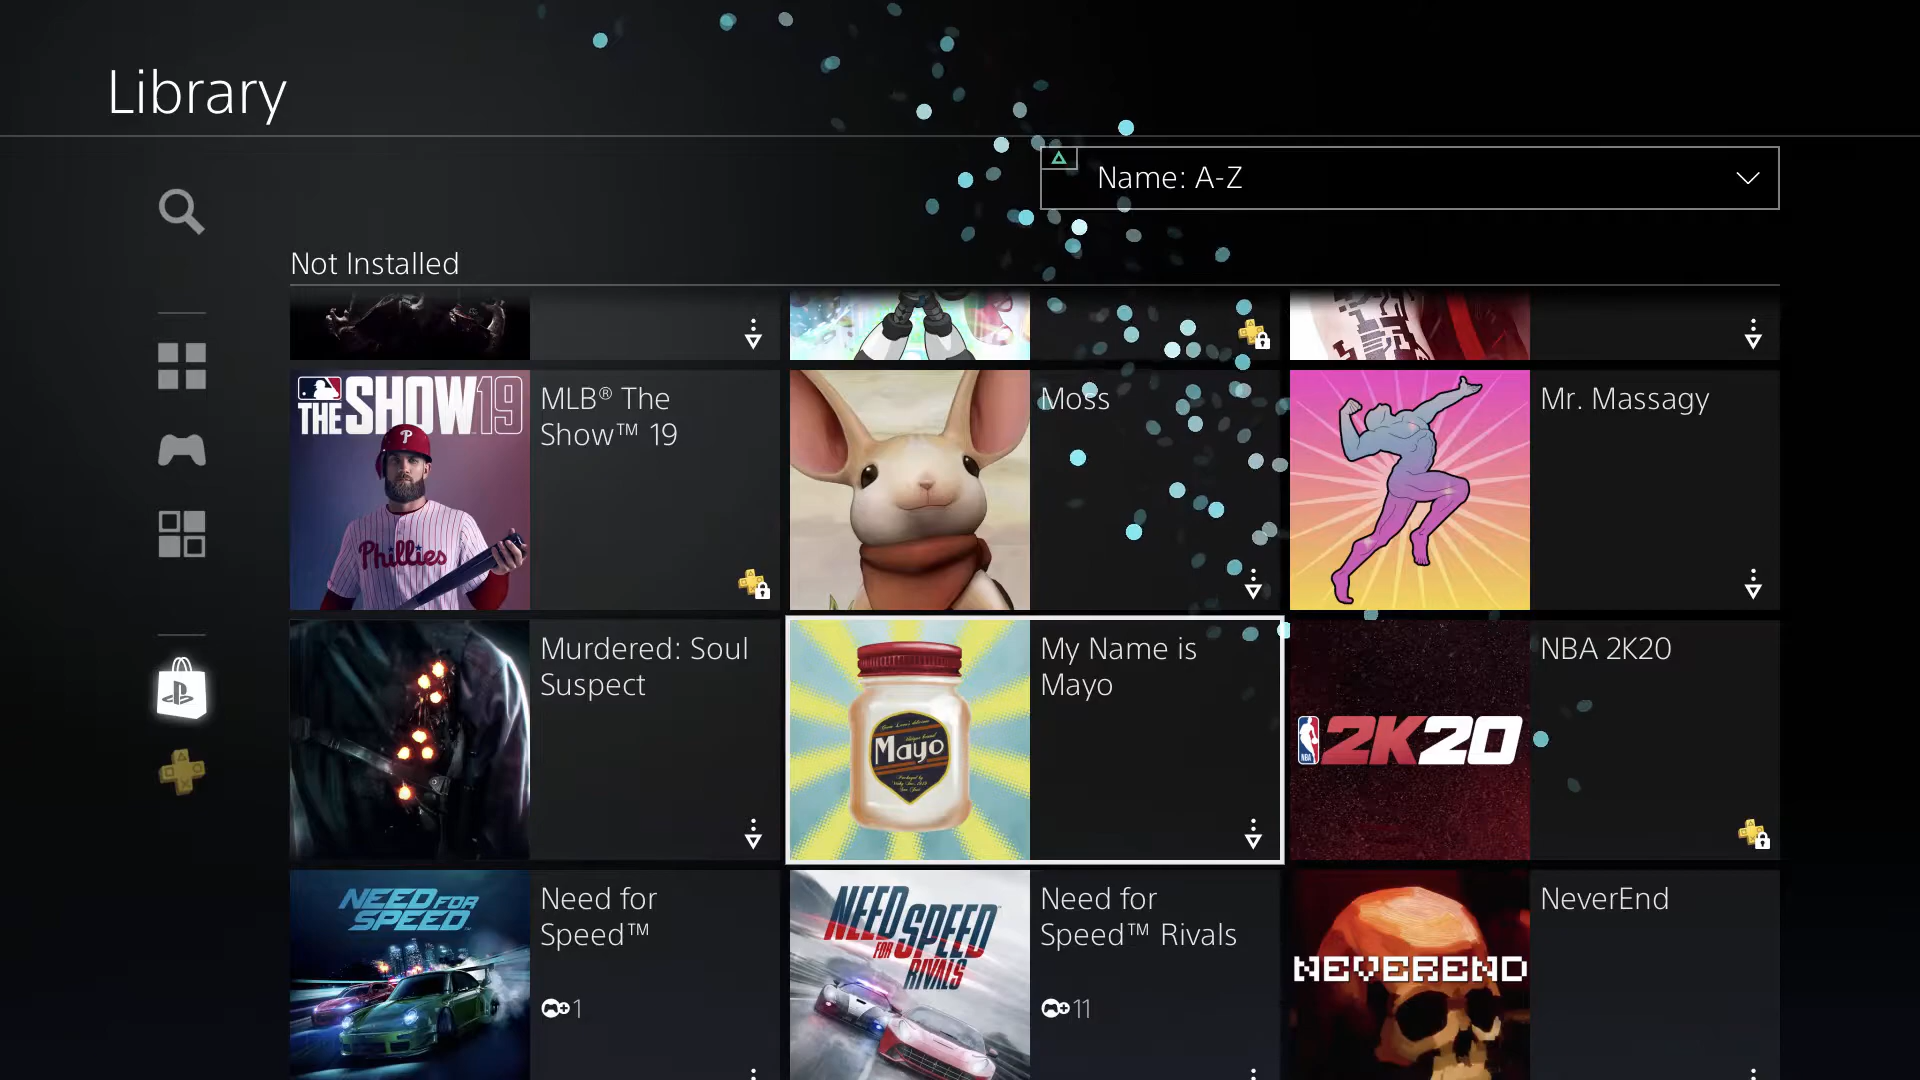 Library
Name: A-Z
Not Installed
THE SHOW 19
P
Phillies
MLB® The
Show™ 19
Moss
Mr. Massagy
Murdered: Soul
Suspect
Mayo
My Name is
Mayo
NBA
2K20
NBA 2K20
NEED FOR
SPEED
Need for
Speed™
1
NEED
FOR SPEED
RIVALS
Need for
Speed™ Rivals
11
NEVEREND
NeverEnd